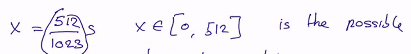 x = (512/1023)s x ∈ [0, 512] is the possible